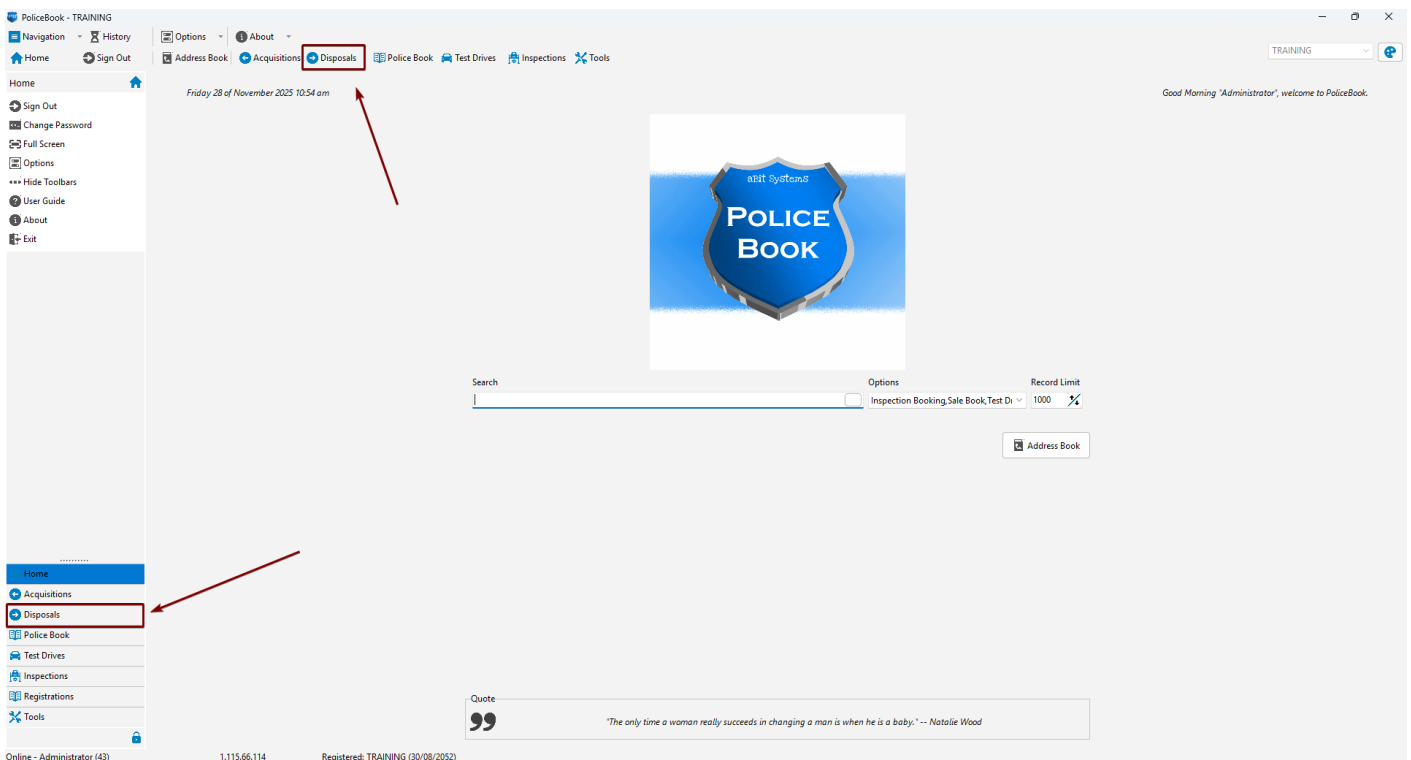 PoliceBook - TRAINING
Navigation History Options About
Home Sign Out Address Book Acquisitions Disposals Police Book Test Drives Inspections Tools
TRAINING
Home
Friday 28 of November 2025 10:54 am
Good Morning "Administrator", welcome to PoliceBook.
Sign Out
Change Password
Full Screen
Options
Hide Toolbars
User Guide
About
Exit
aBit Systems
POLICE
BOOK
Search Options Record Limit
Inspection Booking,Sale Book,Test Dr 1000
Address Book
Home
Acquisitions
Disposals
Police Book
Test Drives
Inspections
Registrations
Tools
Quote
"The only time a woman really succeeds in changing a man is when he is a baby." -- Natalie Wood
Online - Administrator (43) 1.115.66.114 Registered: TRAINING (30/08/2052)